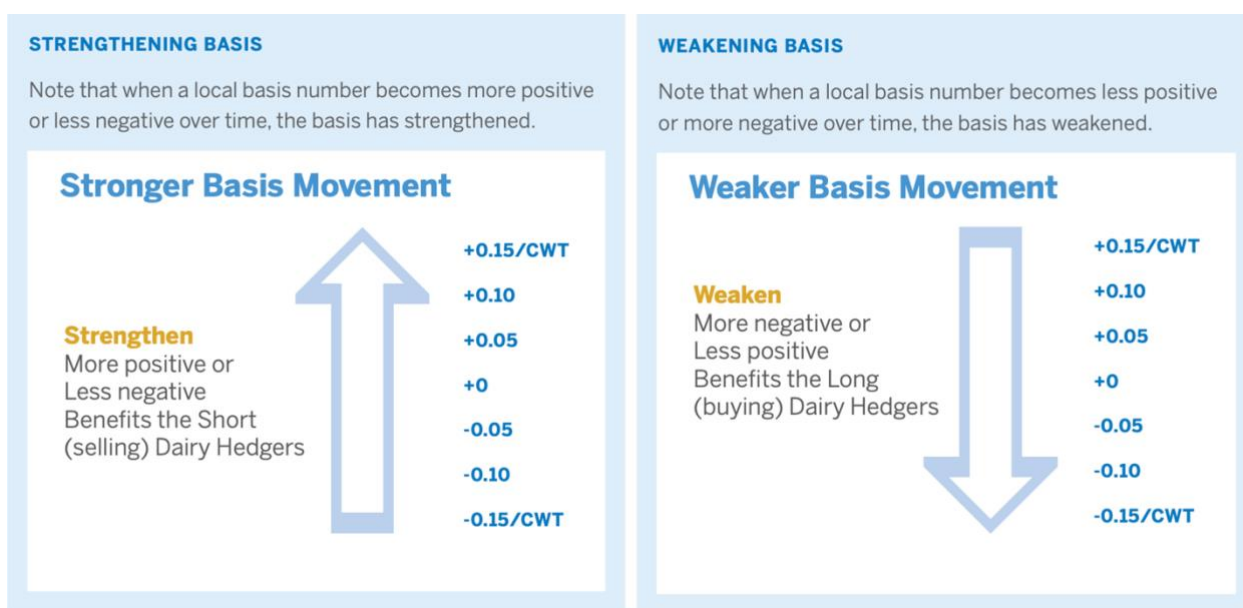 STRENGTHENING BASIS
Note that when a local basis number becomes more positive
or less negative over time, the basis has strengthened.
Stronger Basis Movement
Strengthen
More positive or
Less negative
Benefits the Short
(selling) Dairy Hedgers
+0.15/CWT
+0.10
+0.05
+0
-0.05
-0.10
-0.15/CWT
WEAKENING BASIS
Note that when a local basis number becomes less positive
or more negative over time, the basis has weakened.
Weaker Basis Movement
Weaken
More negative or
Less positive
Benefits the Long
(buying) Dairy Hedgers
+0.15/CWT
+0.10
+0.05
+0
-0.05
-0.10
-0.15/CWT